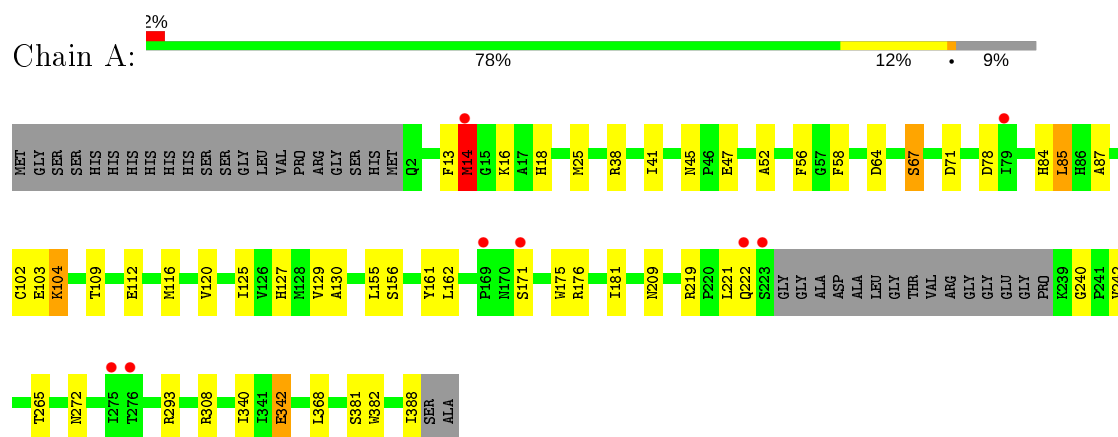 2%
Chain A:
78% 12% • 9%
MET GLY SER SER HIS HIS HIS HIS HIS HIS SER SER GLY LEU VAL PRO ARG GLY SER HIS MET Q2 F13 M14 G15 K16 A17 H18 M25 R38 I41 N45 P46 E47 A52 F56 G57 F58 D64 S67 D71 D78 I79 H84 L85 H86 A87
C102 E103 K104 T109 E112 M116 V120 I125 V126 H127 M128 V129 A130 L155 S156 Y161 L162 P169 N170 S171 W175 R176 I181 N209 R219 P220 L221 Q222 S223 GLY GLY ALA ASP ALA LEU GLY THR VAL ARG GLY GLY GLU GLY PRO K239 G240 P241
T265 N272 I275 T276 R293 R308 I340 I341 E342 L368 S381 W382 I388 SER ALA